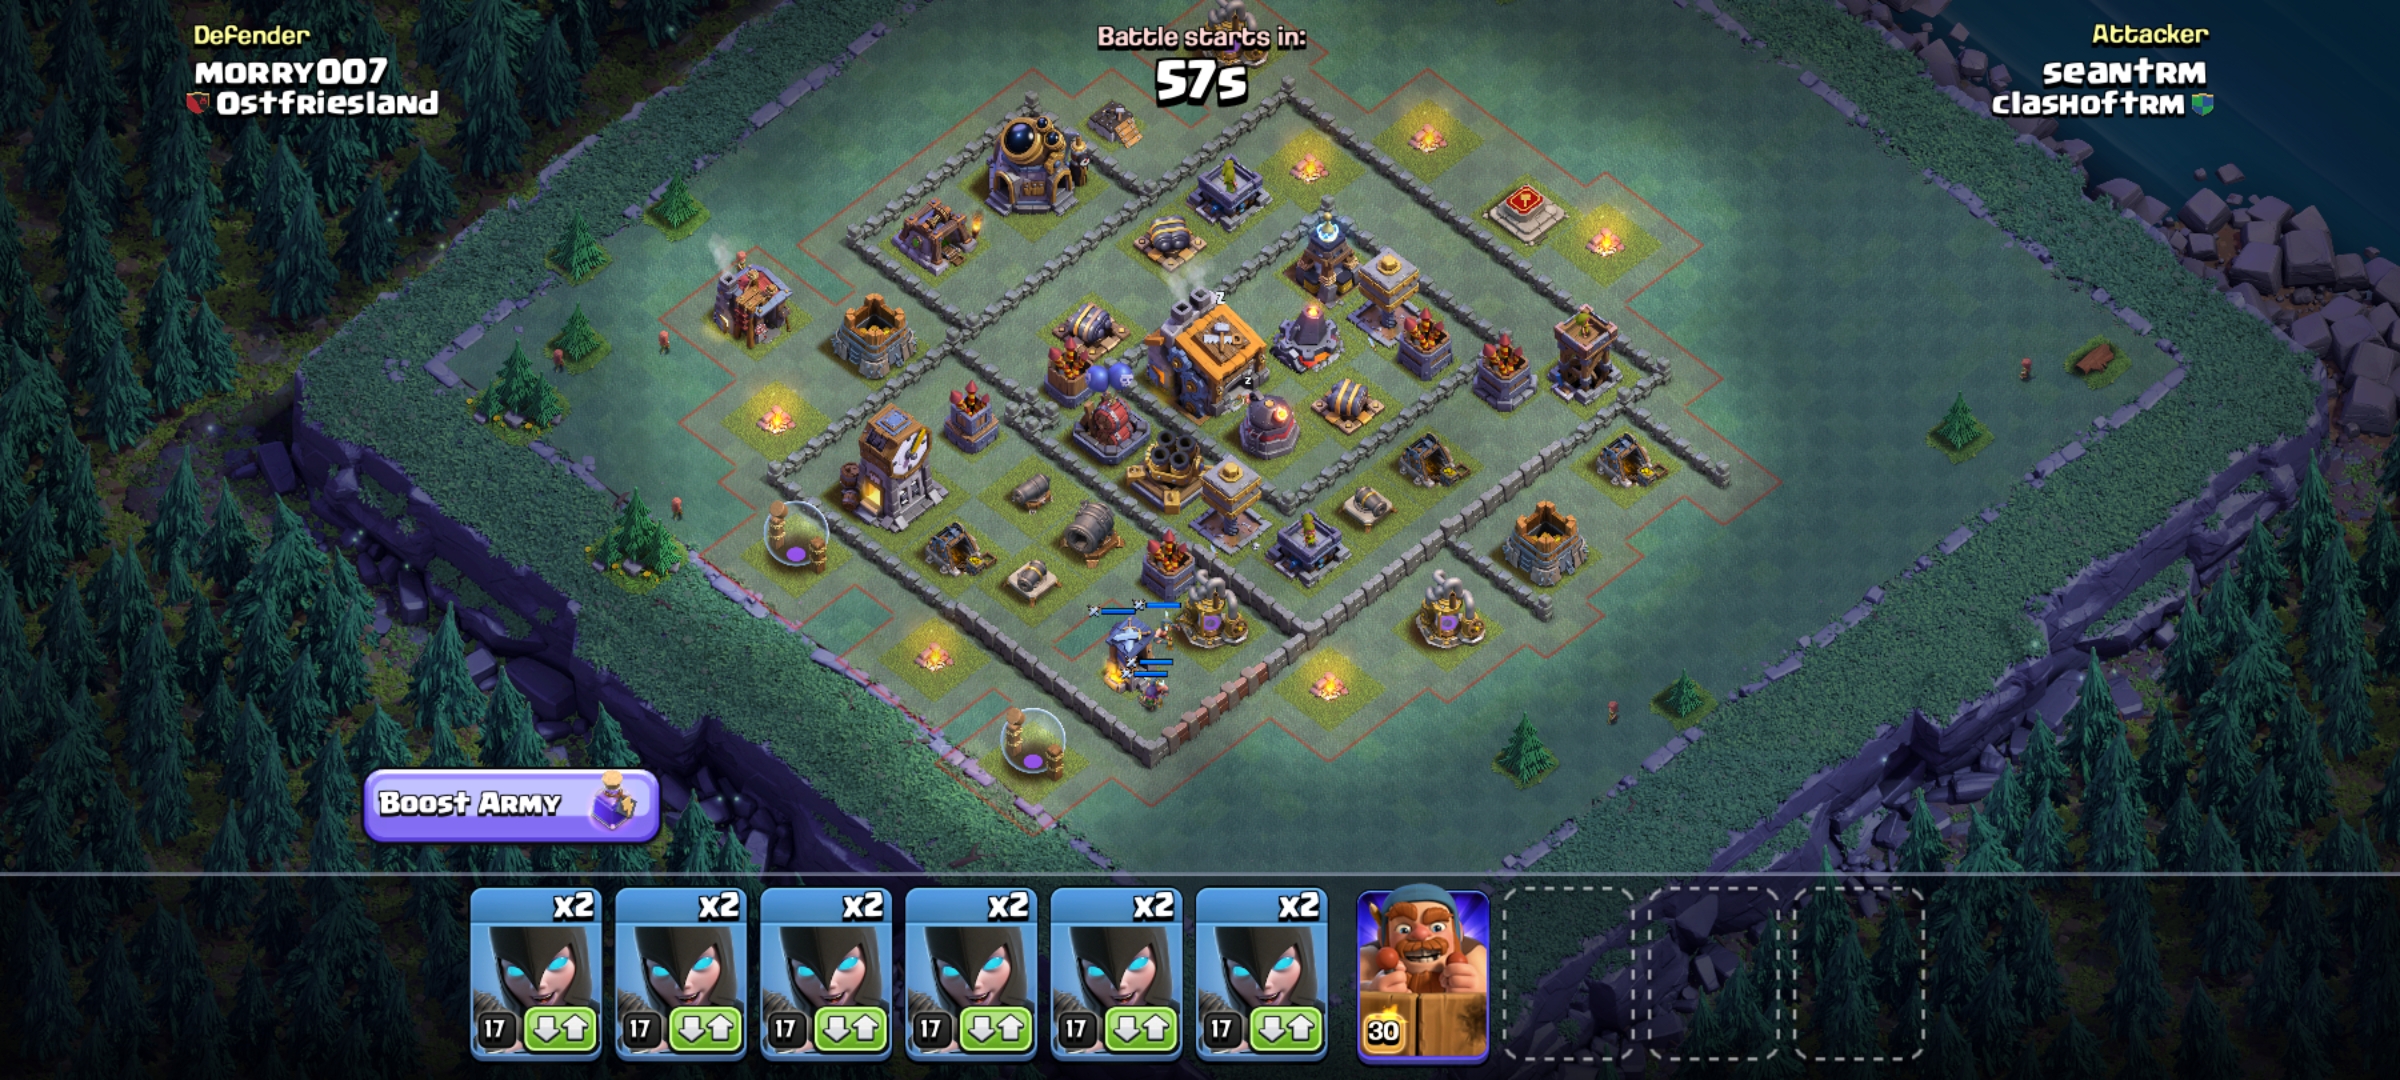 Defender
MORRY007
Ostfriesland
Battle starts in:
57s
Attacker
seantRM
clashoftRM
z
z
Boost Army
x2
x2
x2
x2
x2
x2
17
17
17
17
17
17
30